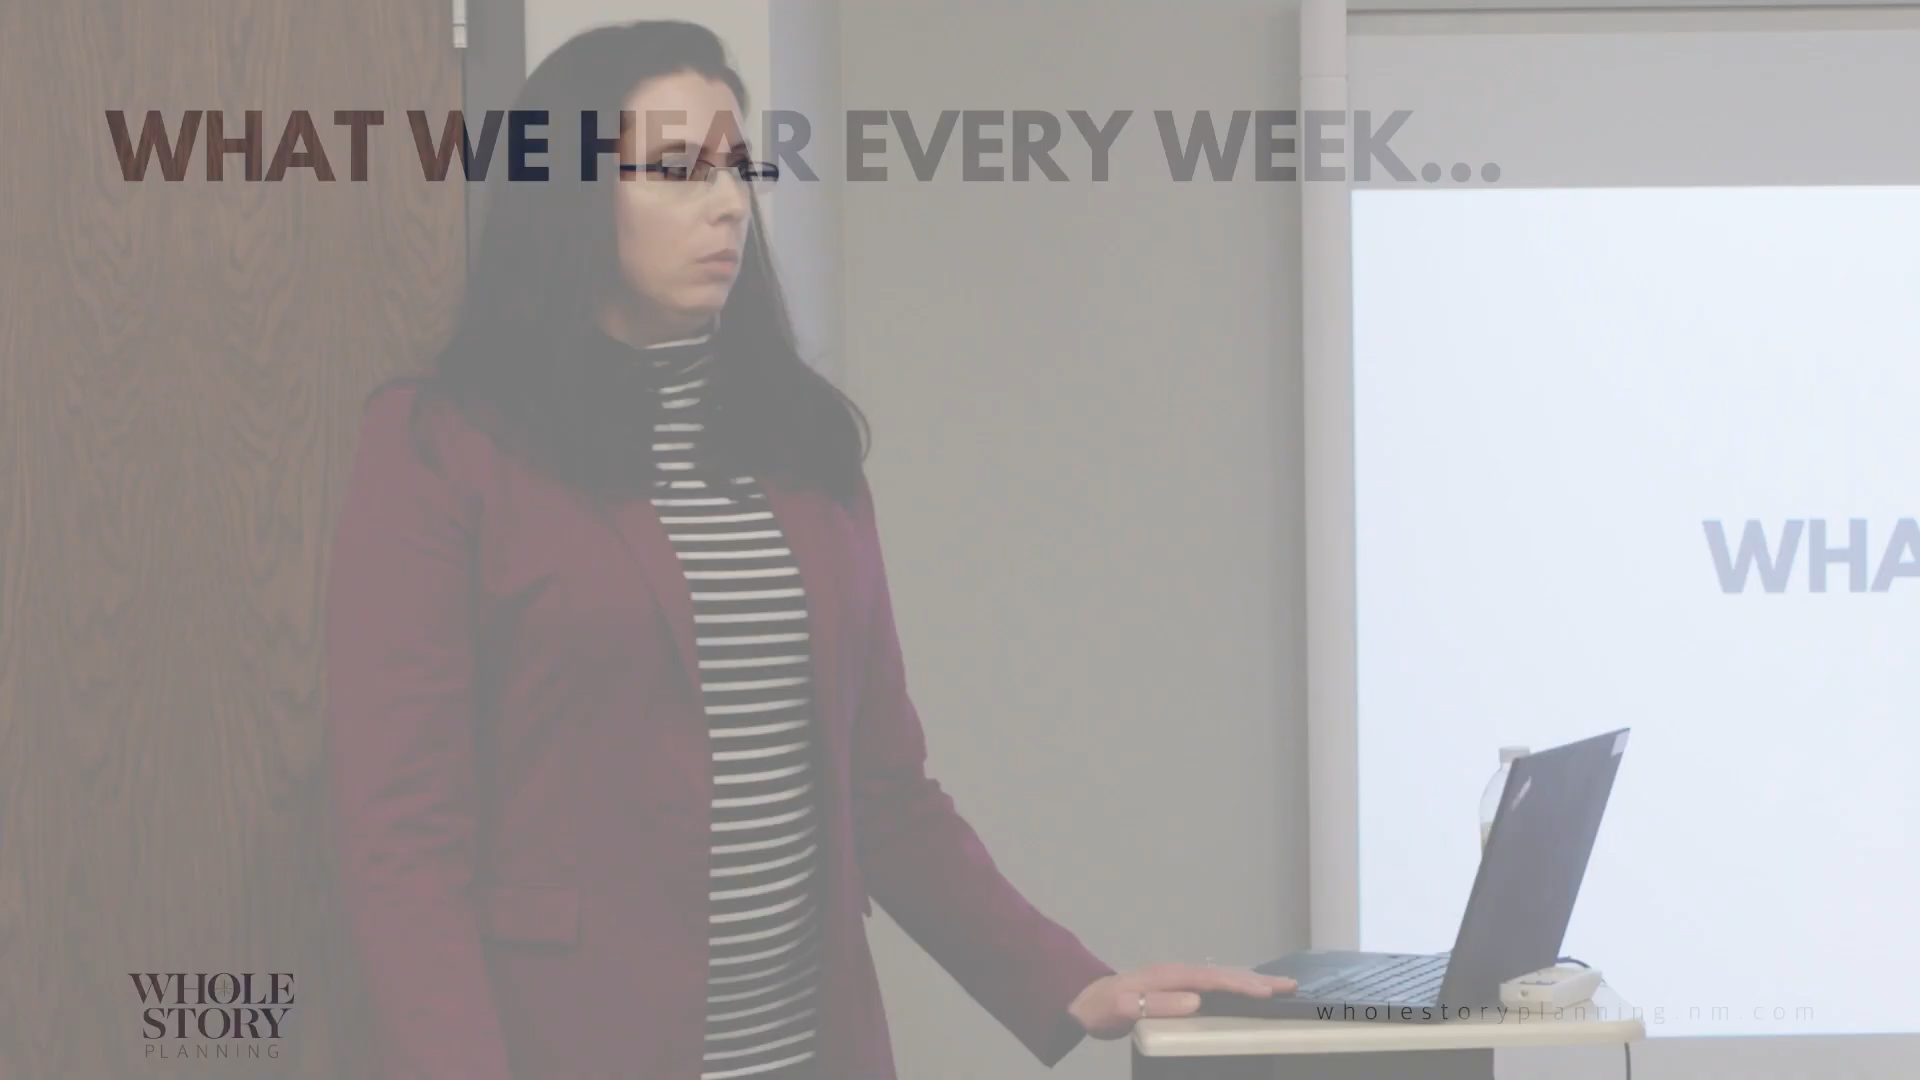 WHAT WE HEAR EVERY WEEK...
WHA
WHOLE
STORY
PLANNING
wholestoryplanning.nm.com